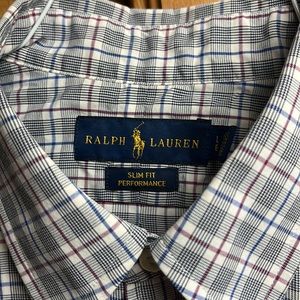 RALPH LAUREN
SLIM FIT
PERFORMANCE